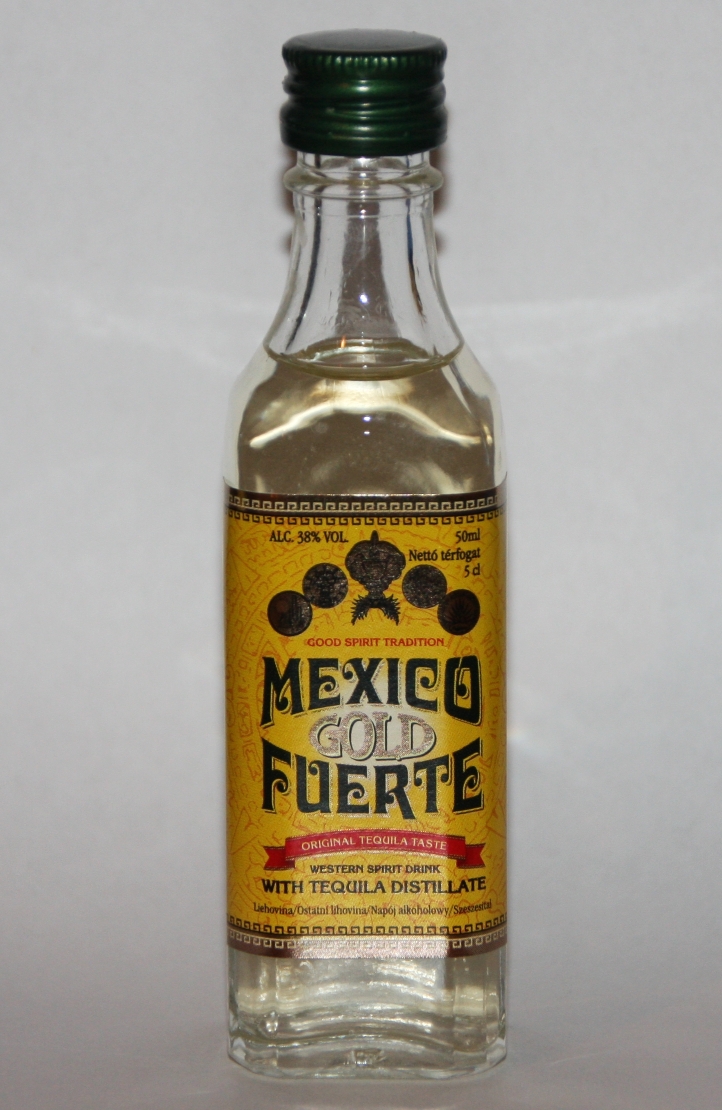 ALC. 38% VOL.
50ml
Nettó térfogat
5 cl
GOOD SPIRIT TRADITION
MEXICO
GOLD
FUERTE
ORIGINAL TEQUILA TASTE
WESTERN SPIRIT DRINK
WITH TEQUILA DISTILLATE
Liehovina/Ostatní lihovina/Napój alkoholowy/Szeszesital